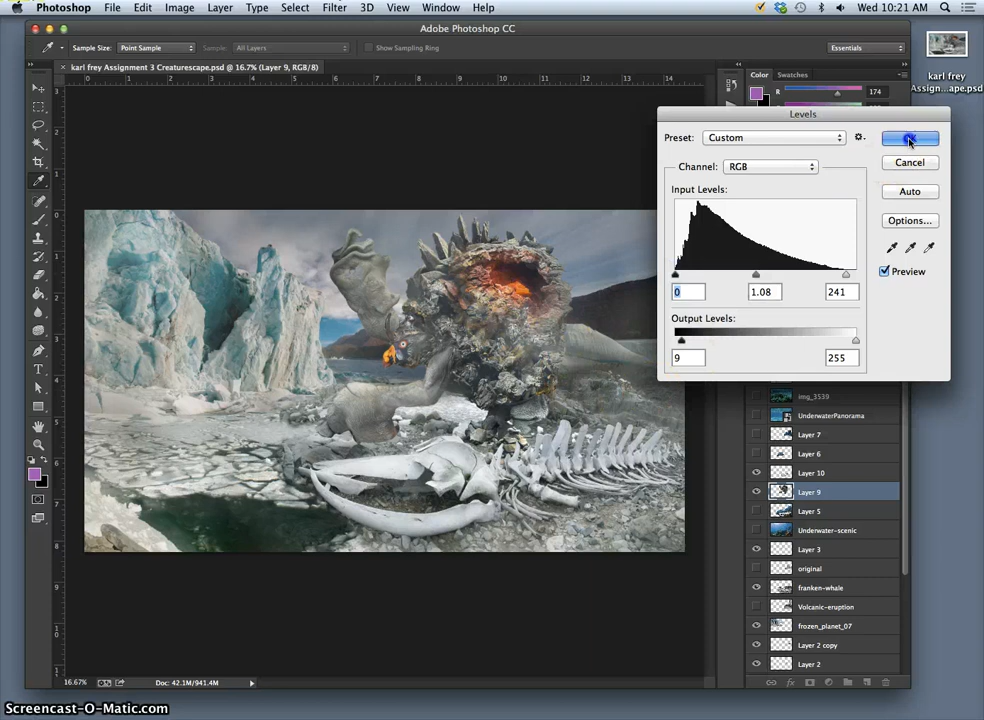 Photoshop File Edit Image Layer Type Select Filter 3D View Window Help Wed 10:21 AM
Adobe Photoshop CC
Sample Size: Point Sample Sample: All Layers Show Sampling Ring Essentials
karl frey Assignment 3 Creaturescape.psd @ 16.7% (Layer 9, RGB/8)
Color Swatches
R 174
karl frey
Assign...ape.psd
Levels
Preset: Custom
Cancel
Channel: RGB
Auto
Input Levels:
Options...
Preview
0 1.08 241
Output Levels:
9 255
img_3539
UnderwaterPanorama
Layer 7
Layer 6
Layer 10
Layer 9
Layer 5
Underwater-scenic
Layer 3
original
franken-whale
Volcanic-eruption
frozen_planet_07
Layer 2 copy
Layer 2
16.67% Doc: 42.1M/941.4M
Screencast-O-Matic.com